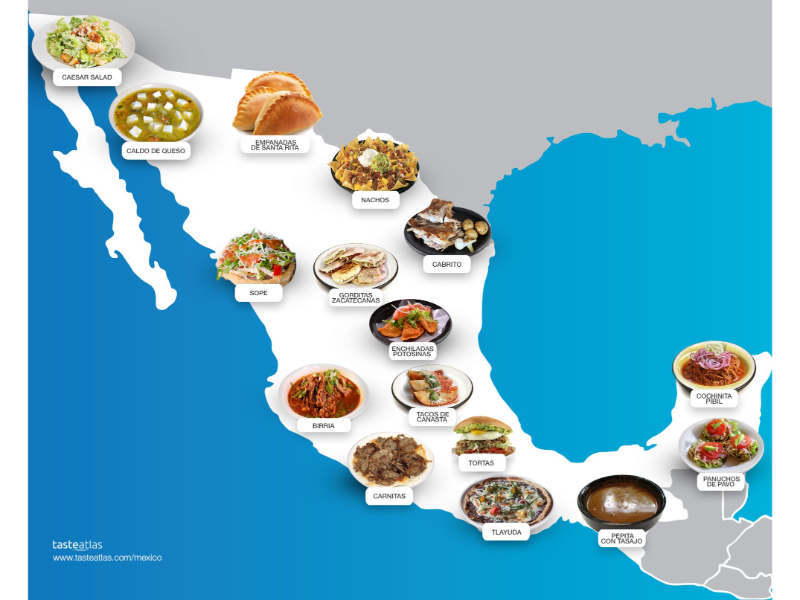 CAESAR SALAD
CALDO DE QUESO
EMPANADAS
DE SANTA RITA
NACHOS
CABRITO
SOPE
GORDITAS
ZACATECANAS
ENCHILADAS
POTOSINAS
BIRRIA
TACOS DE
CANASTA
COCHINITA
PIBIL
TORTAS
CARNITAS
PANUCHOS
DE PAVO
TLAYUDA
PEPITA
CON TASAJO
tasteatlas
www.tasteatlas.com/mexico